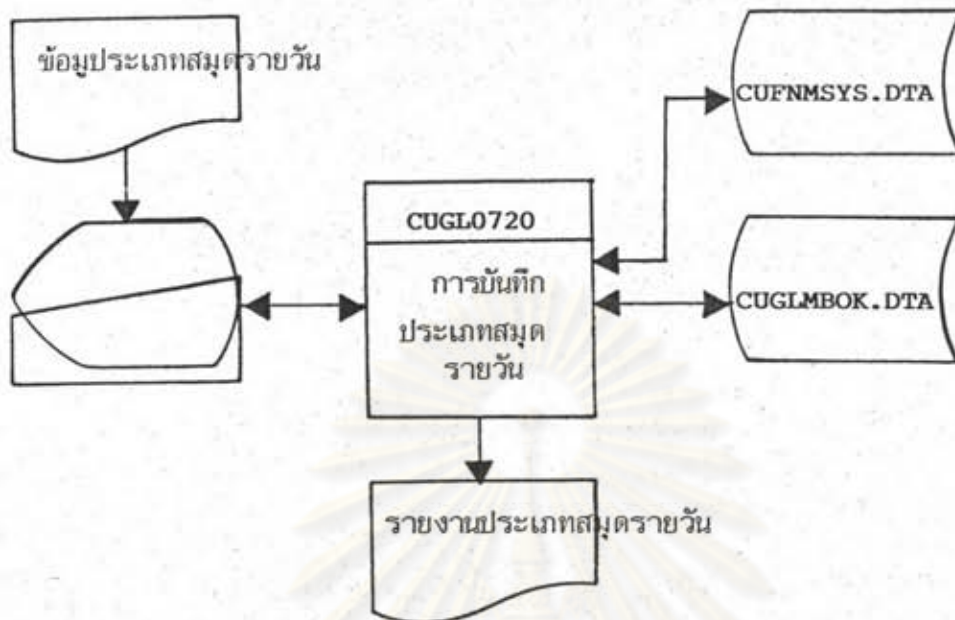 ข้อมูประเภทสมุดรายวัน
CUFNMSYS.DTA
CUGL0720
การบันทึก
ประเภทสมุด
รายวัน
CUGLMBOK.DTA
รายงานประเภทสมุดรายวัน